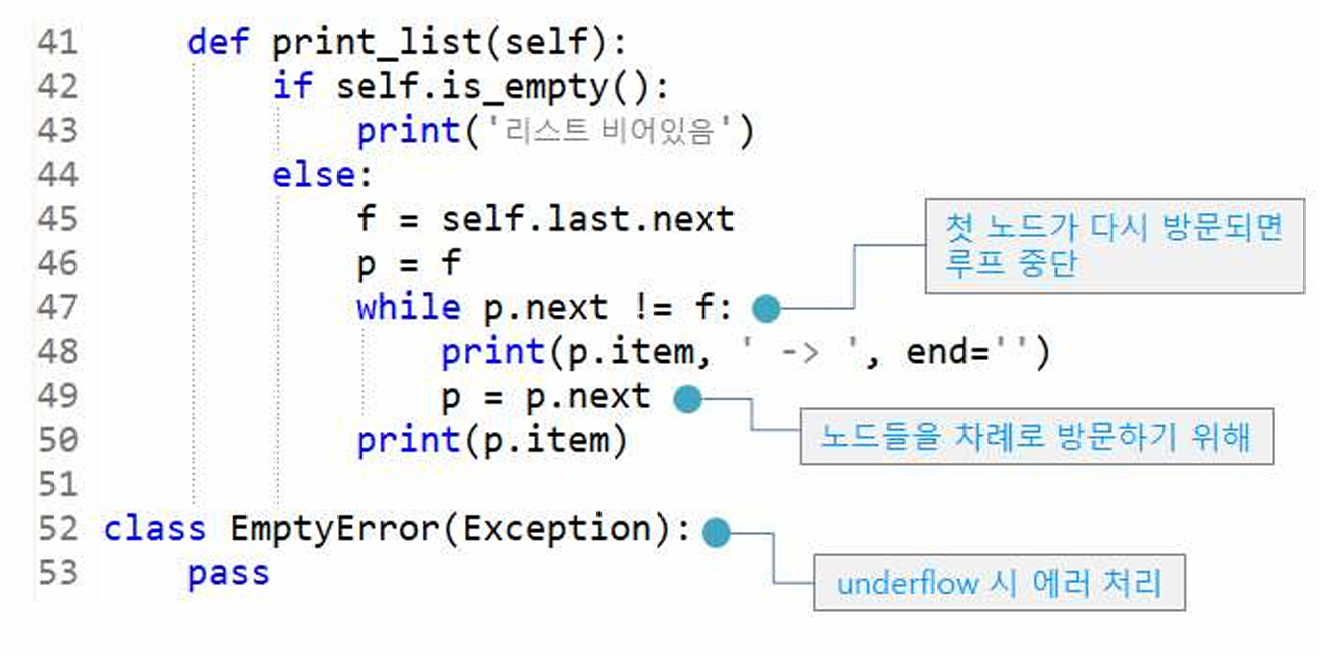 41 def print_list(self):
42 if self.is_empty():
43 print('리스트 비어있음')
44 else:
45 f = self.last.next
46 p = f
47 while p.next != f:
첫 노드가 다시 방문되면
루프 중단
48 print(p.item, ' -> ', end='')
49 p = p.next
노드들을 차례로 방문하기 위해
50 print(p.item)
51
52 class EmptyError(Exception):
53 pass
underflow 시 에러 처리